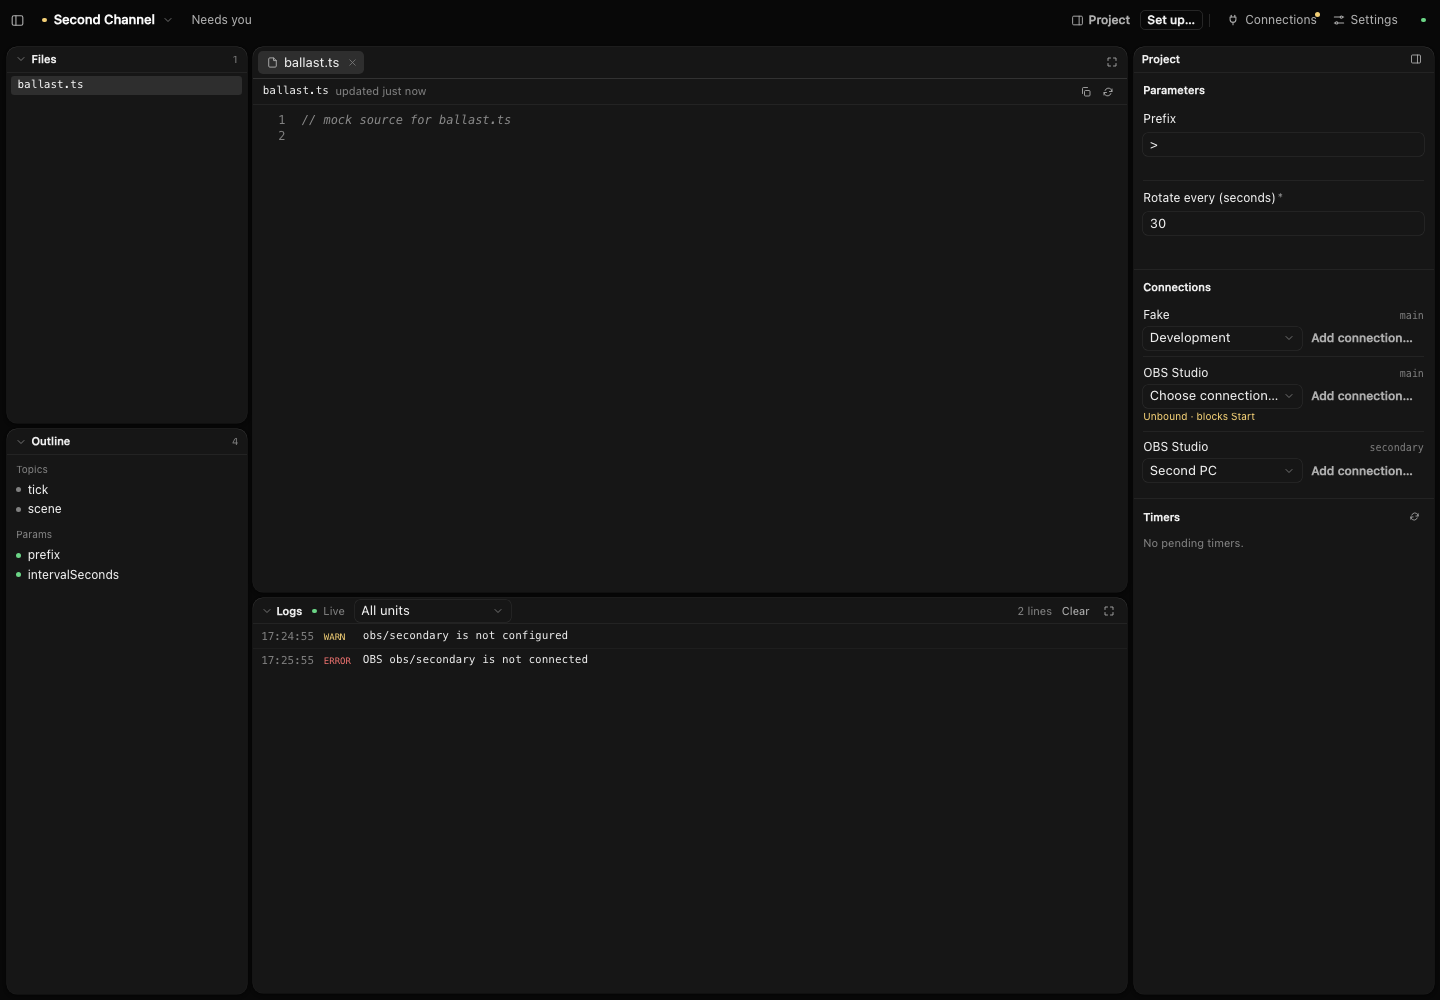 Second Channel Needs you Project Set up... Connections Settings
Files 1
ballast.ts
Outline 4
Topics
tick
scene
Params
prefix
intervalSeconds
ballast.ts
ballast.ts updated just now
1 // mock source for ballast.ts
2
Logs Live All units 2 lines Clear
17:24:55 WARN obs/secondary is not configured
17:25:55 ERROR OBS obs/secondary is not connected
Project
Parameters
Prefix
>
Rotate every (seconds) *
30
Connections
Fake main
Development Add connection...
OBS Studio main
Choose connection... Add connection...
Unbound · blocks Start
OBS Studio secondary
Second PC Add connection...
Timers
No pending timers.